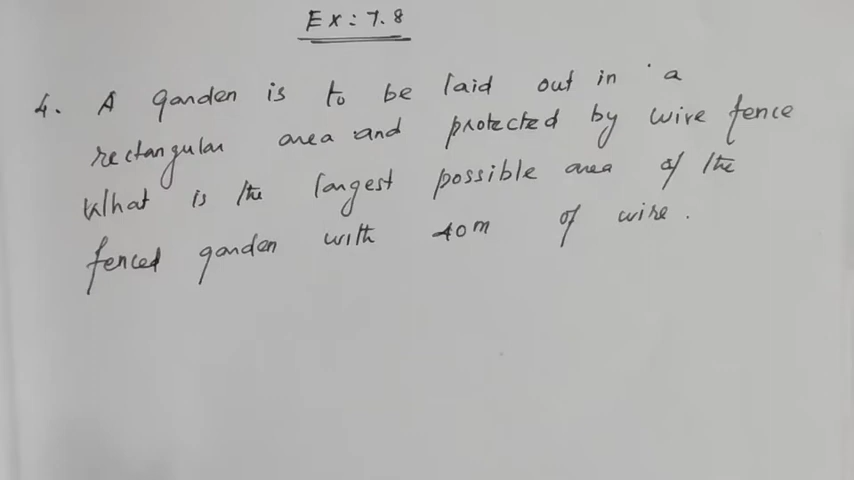 Ex: 7.8
4. A garden is to be laid out in a
rectangular area and protected by wire fence
What is the largest possible area of the
fenced garden with 40m of wire.